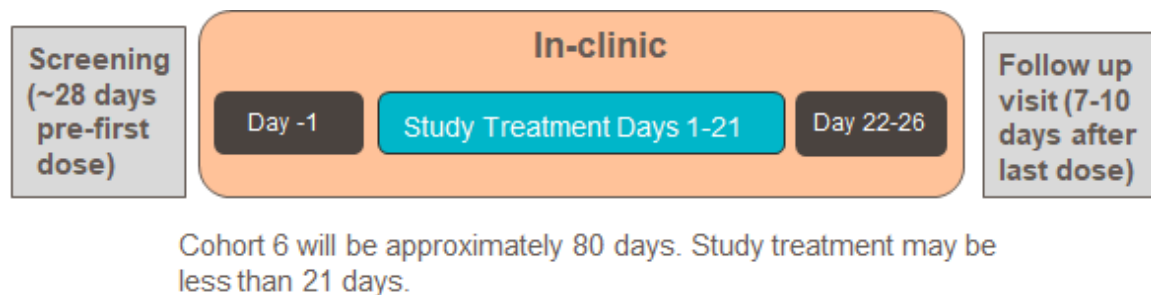 Screening
(~28 days
pre-first
dose)
In-clinic
Day -1
Study Treatment Days 1-21
Day 22-26
Follow up
visit (7-10
days after
last dose)
Cohort 6 will be approximately 80 days. Study treatment may be
less than 21 days.